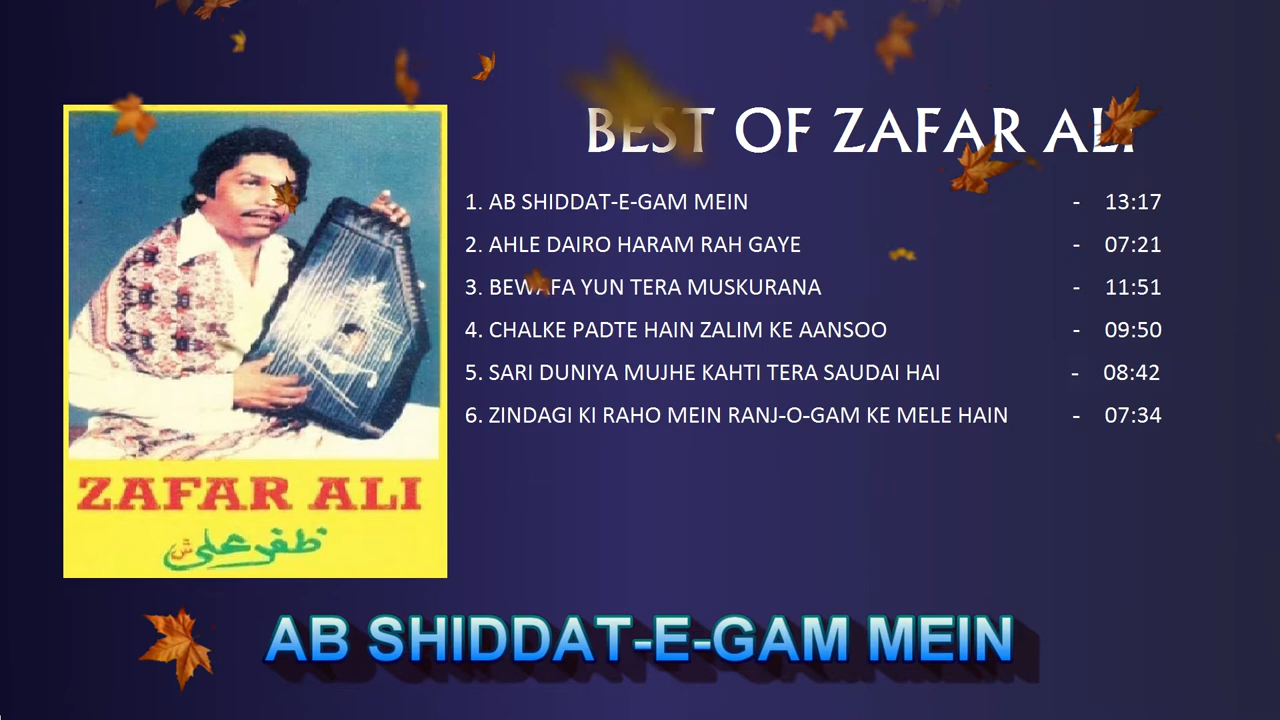 BEST OF ZAFAR ALI
1. AB SHIDDAT-E-GAM MEIN - 13:17
2. AHLE DAIRO HARAM RAH GAYE - 07:21
3. BEWAFA YUN TERA MUSKURANA - 11:51
4. CHALKE PADTE HAIN ZALIM KE AANSOO - 09:50
5. SARI DUNIYA MUJHE KAHTI TERA SAUDAI HAI - 08:42
6. ZINDAGI KI RAHO MEIN RANJ-O-GAM KE MELE HAIN - 07:34
ZAFAR ALI
ظفر علی
AB SHIDDAT-E-GAM MEIN